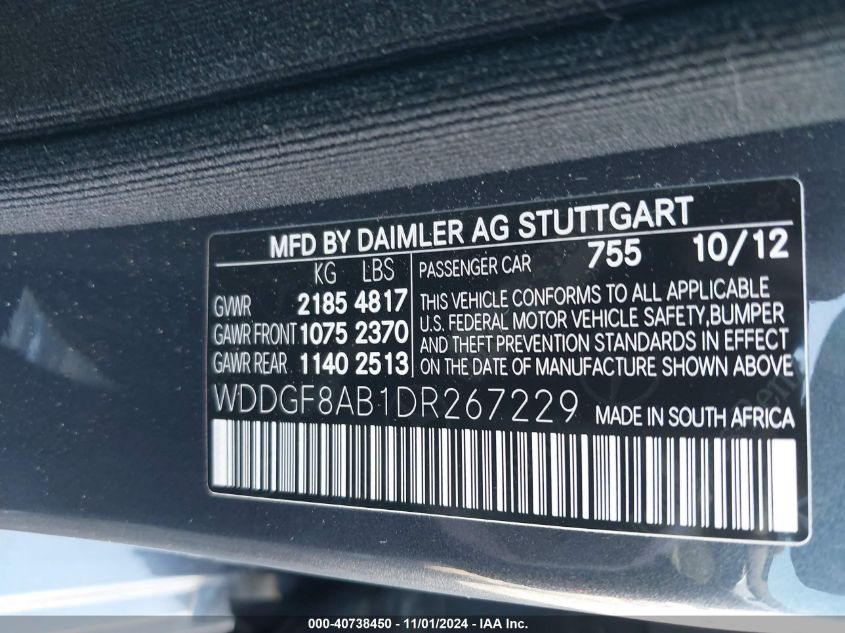 MFD BY DAIMLER AG STUTTGART
KG LBS
GVWR 2185 4817
GAWR FRONT 1075 2370
GAWR REAR 1140 2513
PASSENGER CAR 755 10/12
THIS VEHICLE CONFORMS TO ALL APPLICABLE
U.S. FEDERAL MOTOR VEHICLE SAFETY, BUMPER
AND THEFT PREVENTION STANDARDS IN EFFECT
ON THE DATE OF MANUFACTURE SHOWN ABOVE
WDDGF8AB1DR267229 MADE IN SOUTH AFRICA
000-40738450 - 11/01/2024 - IAA Inc.